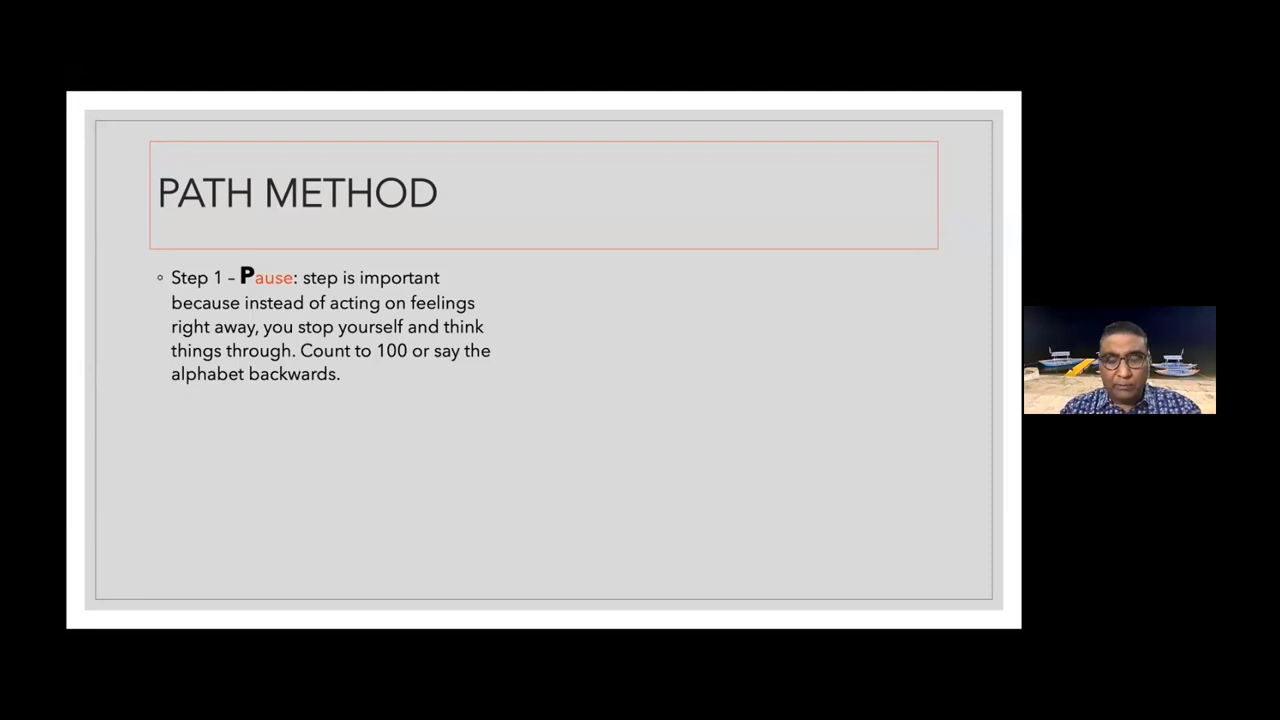 PATH METHOD
Step 1 – Pause: step is important
because instead of acting on feelings
right away, you stop yourself and think
things through. Count to 100 or say the
alphabet backwards.